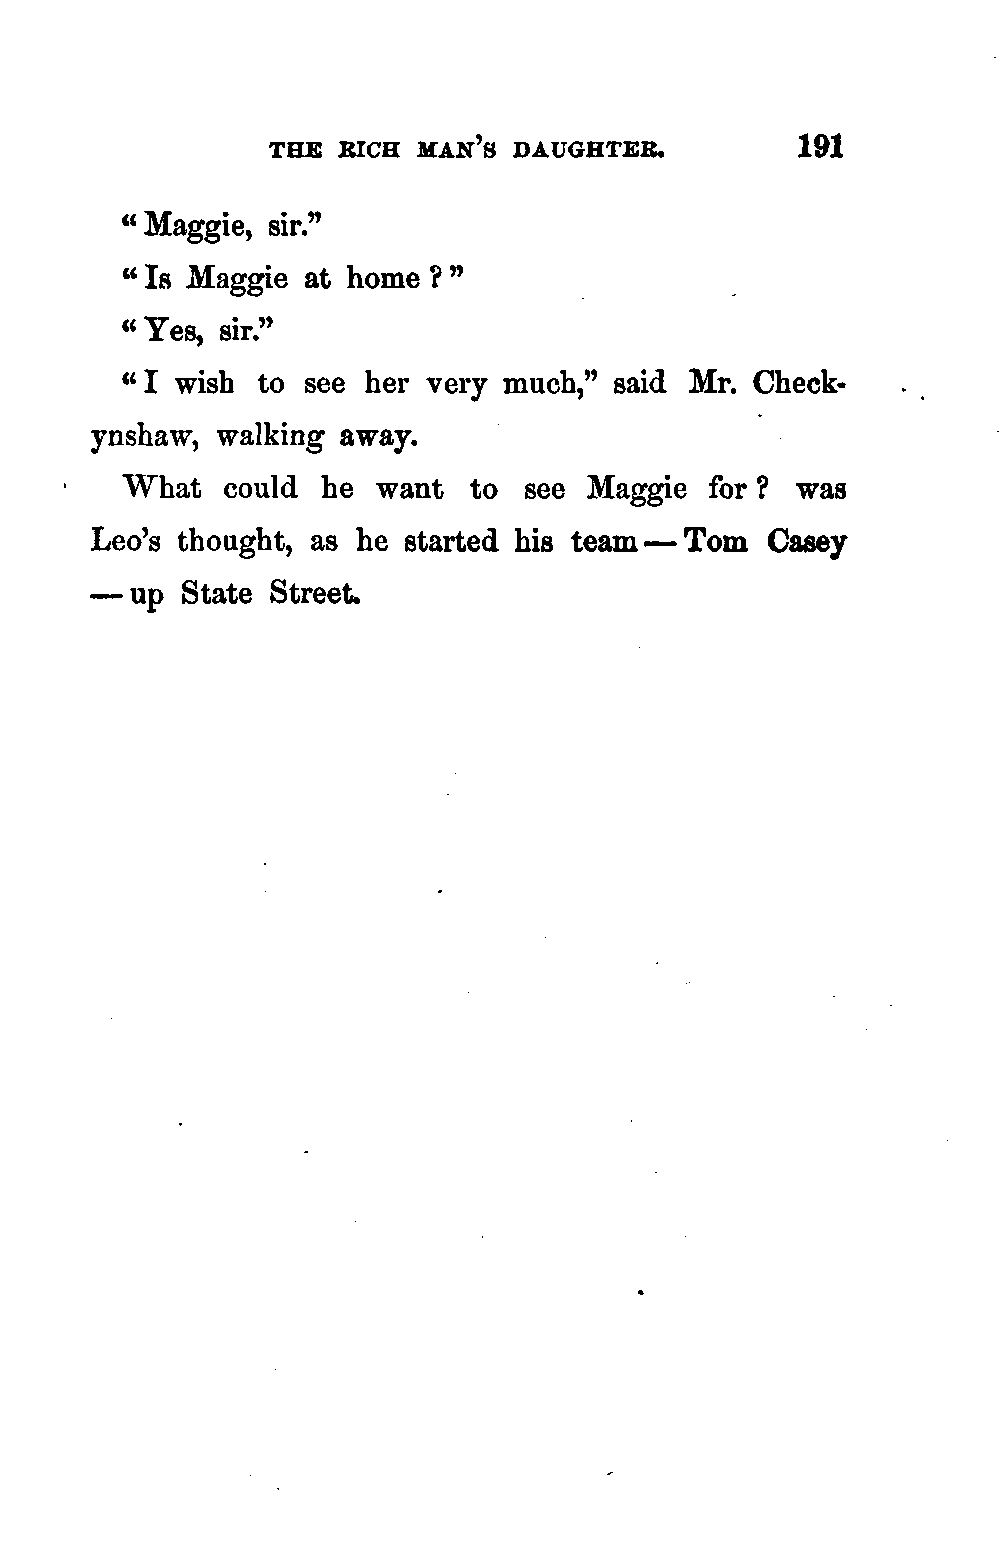 THE RICH MAN'S DAUGHTER. 191
“Maggie, sir.”
“Is Maggie at home?”
“Yes, sir.”
“I wish to see her very much,” said Mr. Check-
ynshaw, walking away.
What could he want to see Maggie for? was
Leo's thought, as he started his team—Tom Casey
—up State Street.